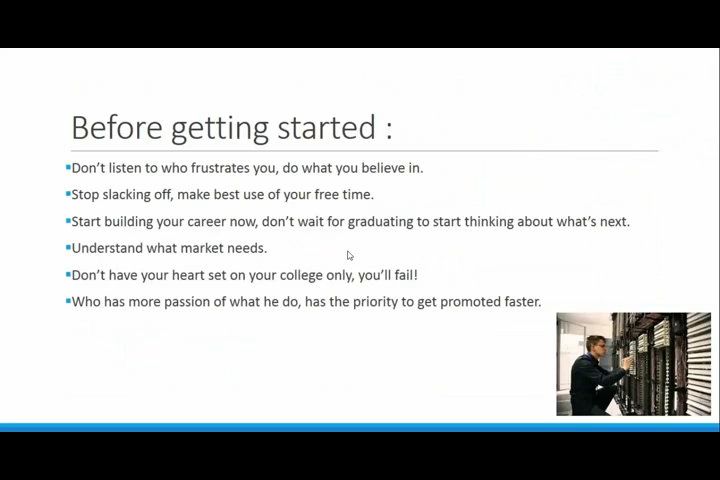 Before getting started :
Don't listen to who frustrates you, do what you believe in.
Stop slacking off, make best use of your free time.
Start building your career now, don't wait for graduating to start thinking about what's next.
Understand what market needs.
Don't have your heart set on your college only, you'll fail!
Who has more passion of what he do, has the priority to get promoted faster.